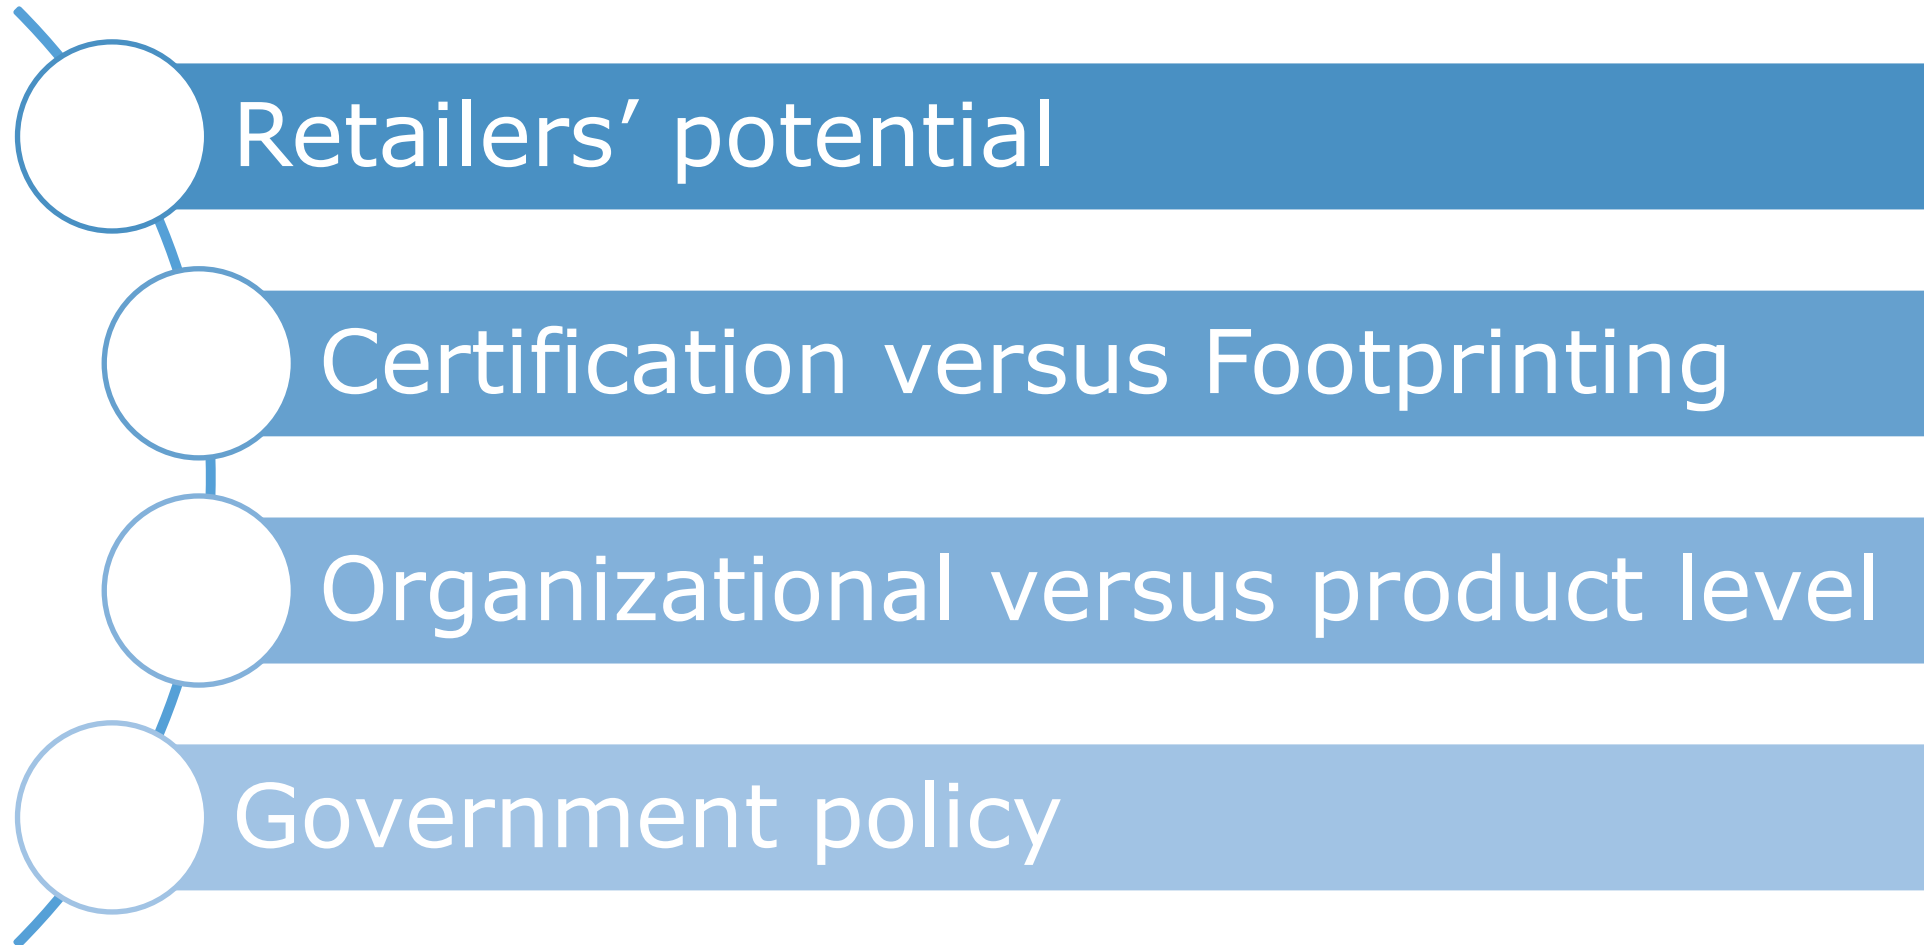 Retailers’ potential
Certification versus Footprinting
Organizational versus product level
Government policy